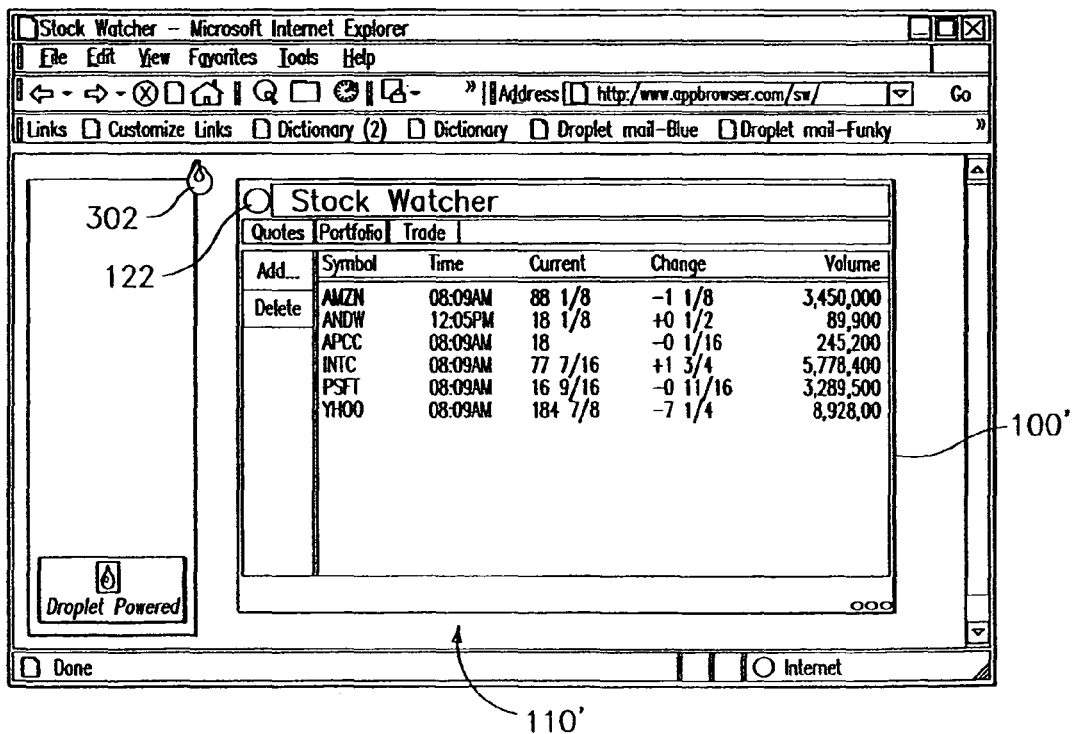 Stock Watcher - Microsoft Internet Explorer
File Edit View Favorites Tools Help
» Address http:/www.appbrowser.com/sw/ Go
Links Customize Links Dictionary (2) Dictionary Droplet mail-Blue Droplet mail-Funky »
302
122
Stock Watcher
Quotes Portfolio Trade
Add... Symbol Time Current Change Volume
Delete
AMZN 08:09AM 88 1/8 -1 1/8 3,450,000
ANDW 12:05PM 18 1/8 +0 1/2 89,900
APCC 08:09AM 18 -0 1/16 245,200
INTC 08:09AM 77 7/16 +1 3/4 5,778,400
PSFT 08:09AM 16 9/16 -0 11/16 3,289,500
YHOO 08:09AM 184 7/8 -7 1/4 8,928,00
100'
Droplet Powered
Done Internet
110'